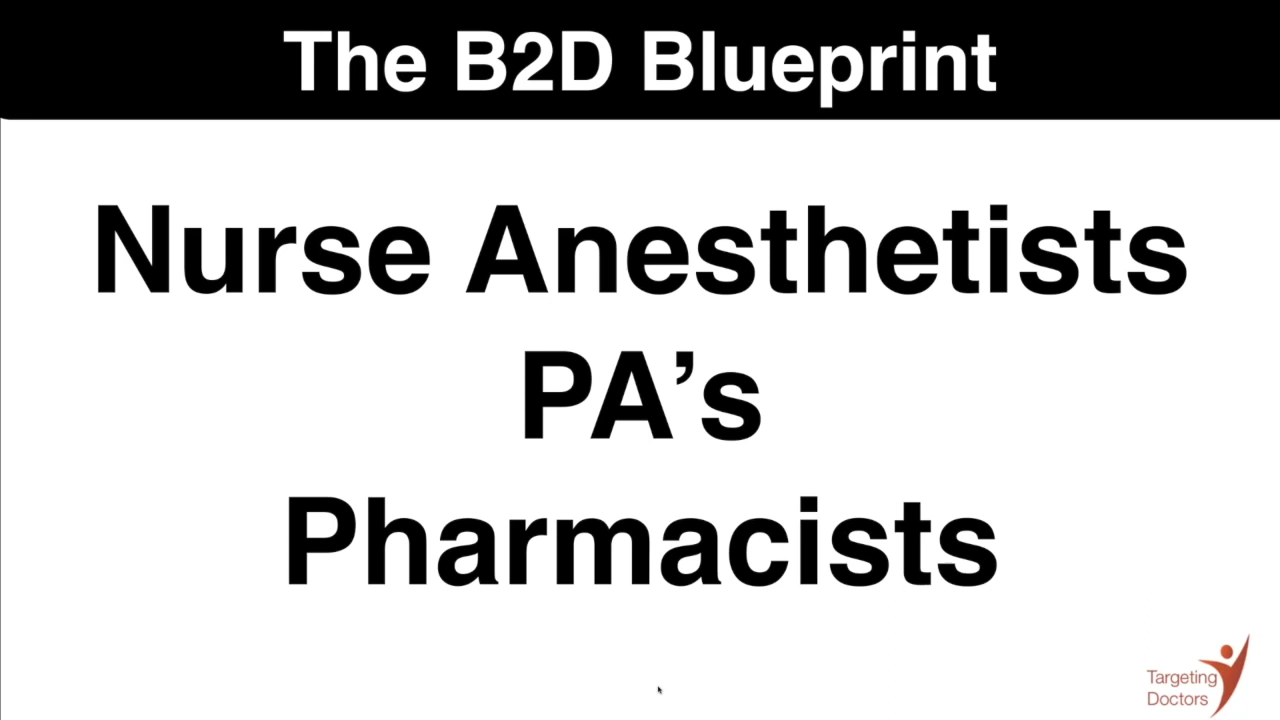 The B2D Blueprint
Nurse Anesthetists
PA’s
Pharmacists
Targeting
Doctors